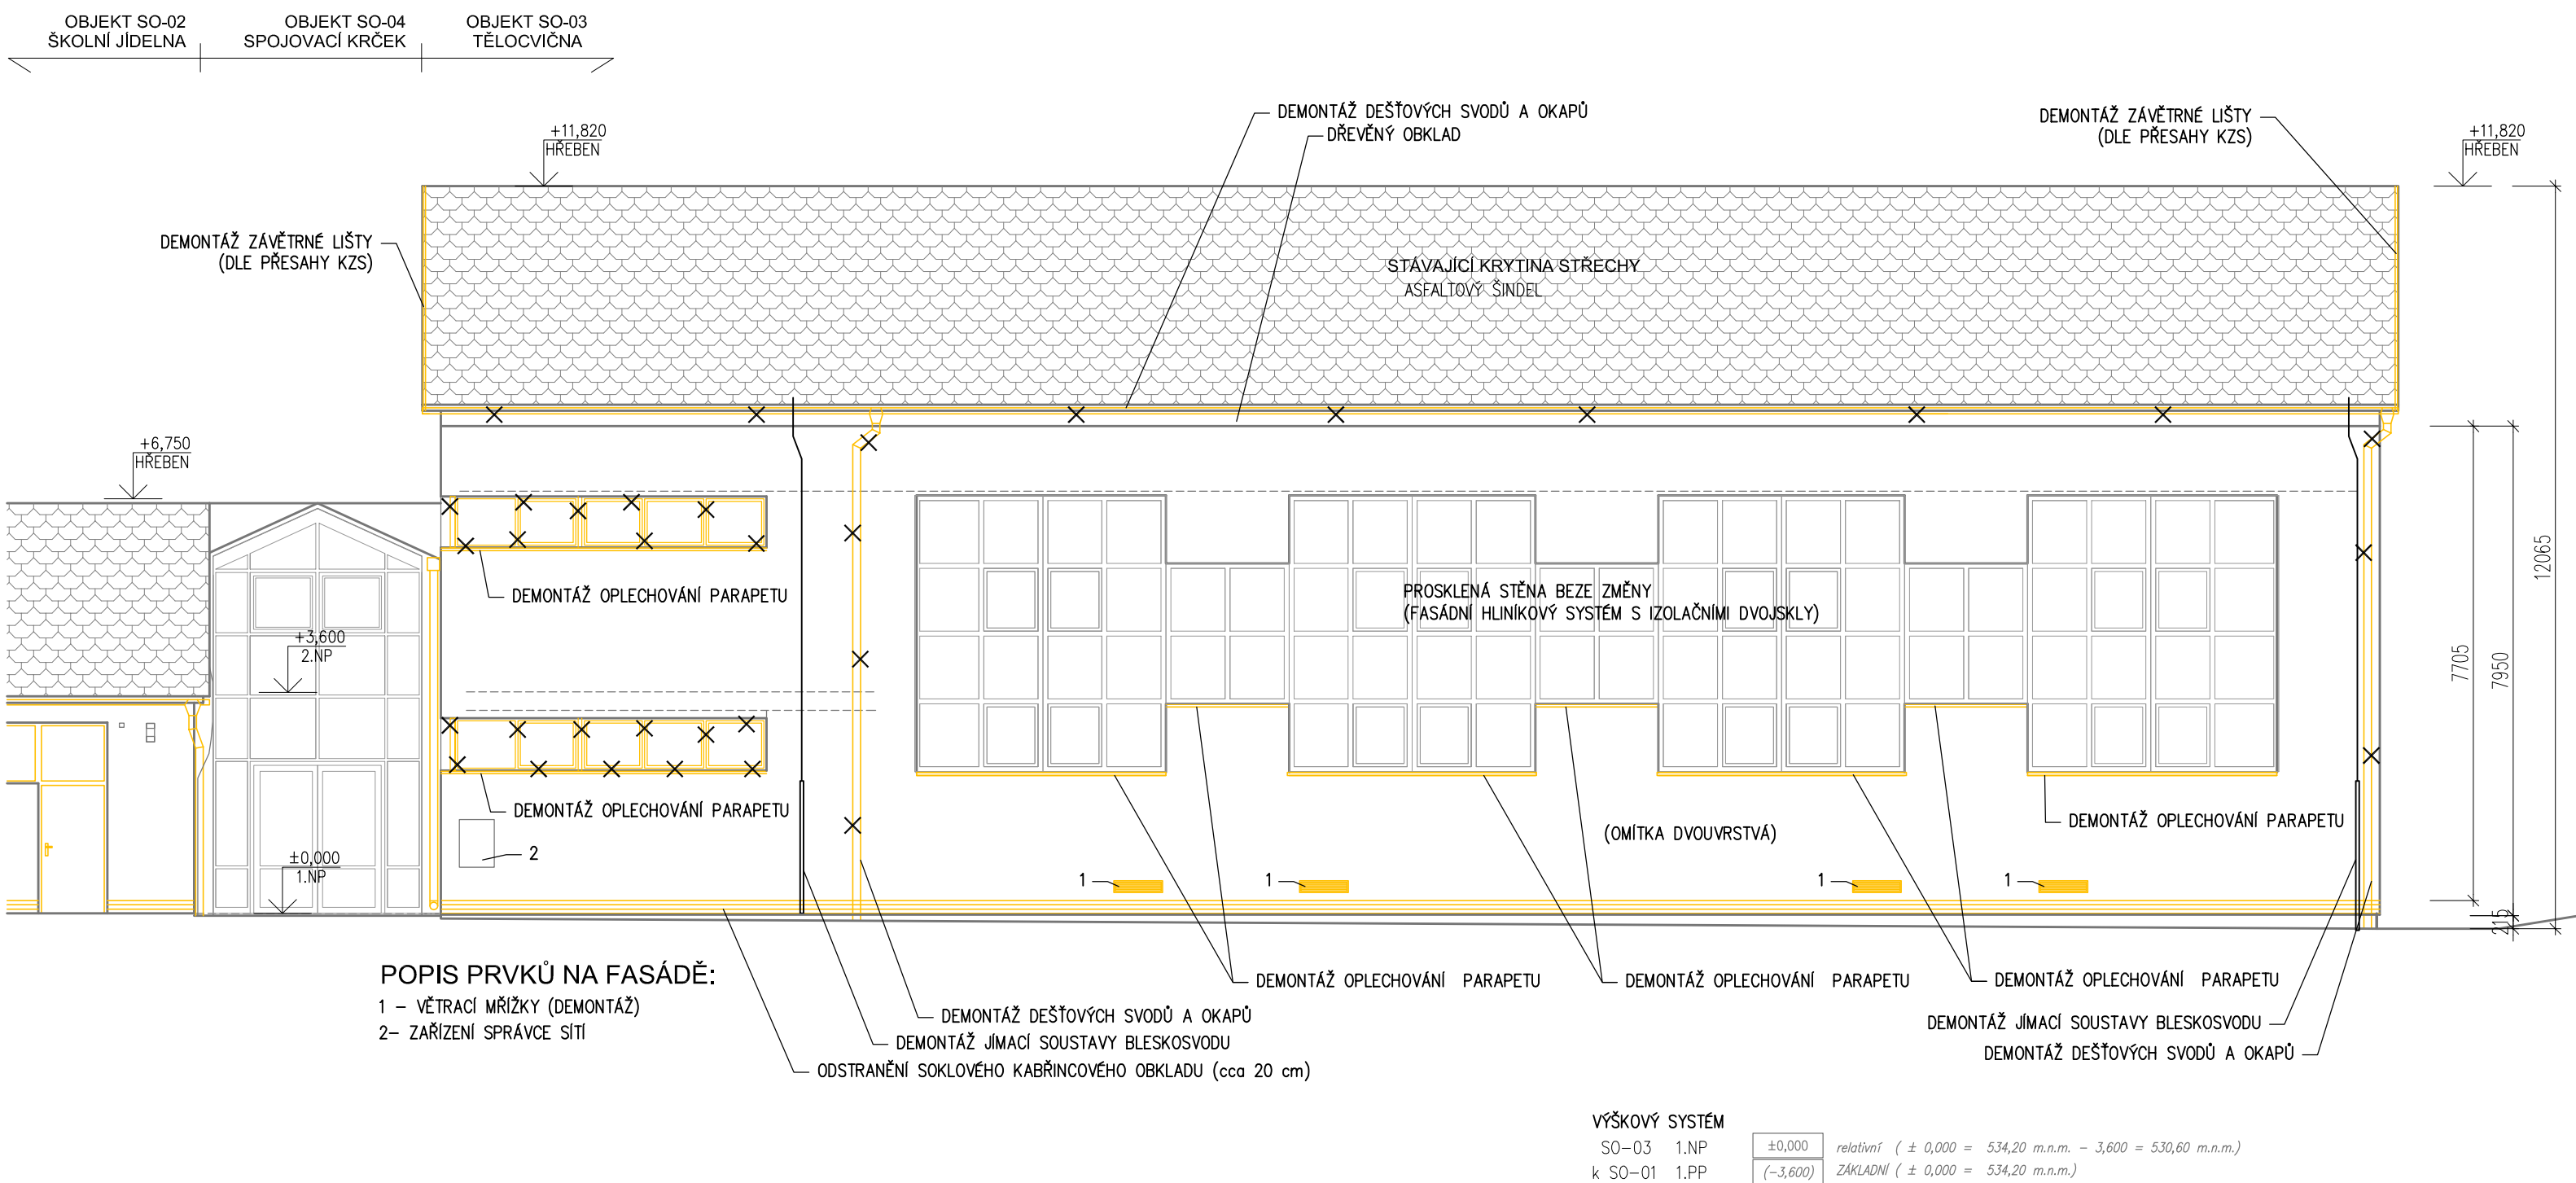 OBJEKT SO-02
ŠKOLNÍ JÍDELNA
OBJEKT SO-04
SPOJOVACÍ KRČEK
OBJEKT SO-03
TĚLOCVIČNA
+11,820
HŘEBEN
DEMONTÁŽ DEŠŤOVÝCH SVODŮ A OKAPŮ
DŘEVĚNÝ OBKLAD
DEMONTÁŽ ZÁVĚTRNÉ LIŠTY
(DLE PŘESAHY KZS)
+11,820
HŘEBEN
DEMONTÁŽ ZÁVĚTRNÉ LIŠTY
(DLE PŘESAHY KZS)
STÁVAJÍCÍ KRYTINA STŘECHY
ASFALTOVÝ ŠINDEL
+6,750
HŘEBEN
DEMONTÁŽ OPLECHOVÁNÍ PARAPETU
PROSKLENÁ STĚNA BEZE ZMĚNY
(FASÁDNÍ HLINÍKOVÝ SYSTÉM S IZOLAČNÍMI DVOJSKLY)
+3,600
2.NP
7705
7950
12065
215
DEMONTÁŽ OPLECHOVÁNÍ PARAPETU
(OMÍTKA DVOUVRSTVÁ)
DEMONTÁŽ OPLECHOVÁNÍ PARAPETU
±0,000
1.NP
2
1
1
1
1
POPIS PRVKŮ NA FASÁDĚ:
1 – VĚTRACÍ MŘÍŽKY (DEMONTÁŽ)
2– ZAŘÍZENÍ SPRÁVCE SÍTÍ
DEMONTÁŽ OPLECHOVÁNÍ PARAPETU
DEMONTÁŽ OPLECHOVÁNÍ PARAPETU
DEMONTÁŽ OPLECHOVÁNÍ PARAPETU
DEMONTÁŽ DEŠŤOVÝCH SVODŮ A OKAPŮ
DEMONTÁŽ JÍMACÍ SOUSTAVY BLESKOSVODU
ODSTRANĚNÍ SOKLOVÉHO KABŘINCOVÉHO OBKLADU (cca 20 cm)
DEMONTÁŽ JÍMACÍ SOUSTAVY BLESKOSVODU
DEMONTÁŽ DEŠŤOVÝCH SVODŮ A OKAPŮ
VÝŠKOVÝ SYSTÉM
SO–03 1.NP ±0,000 relativní ( ± 0,000 = 534,20 m.n.m. – 3,600 = 530,60 m.n.m.)
k SO–01 1.PP (–3,600) ZÁKLADNÍ ( ± 0,000 = 534,20 m.n.m.)